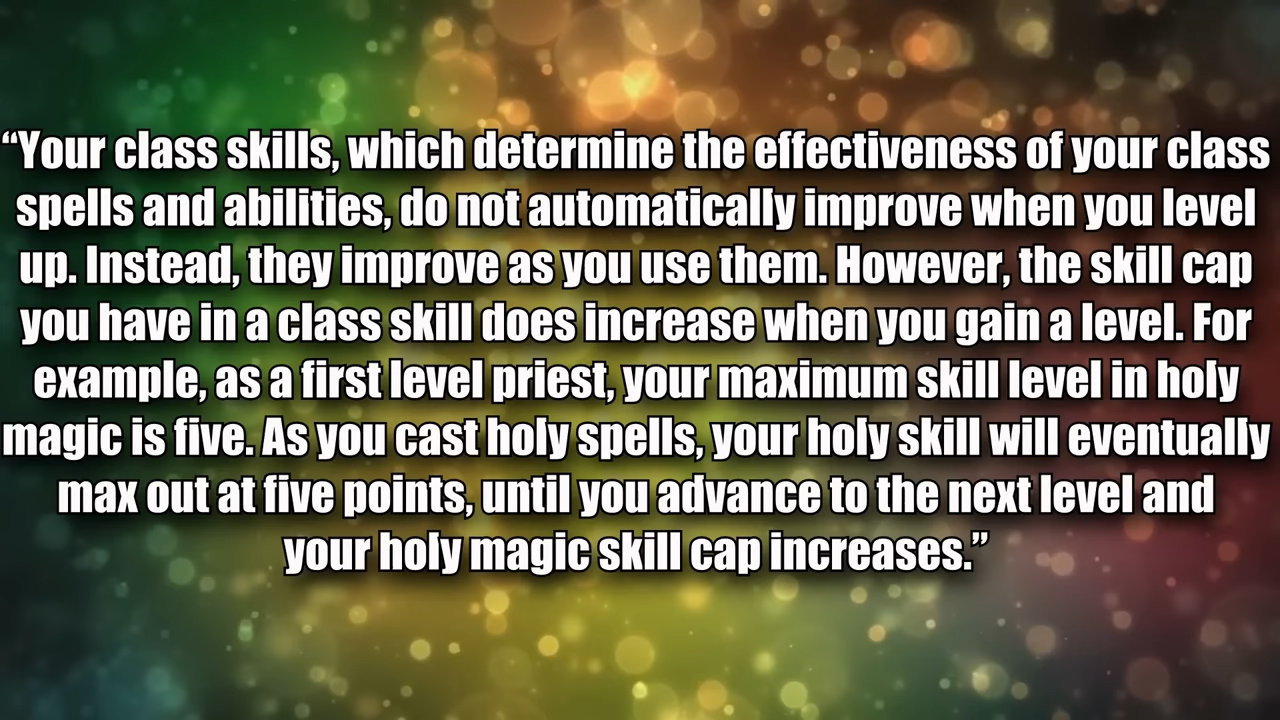 “Your class skills, which determine the effectiveness of your class
spells and abilities, do not automatically improve when you level
up. Instead, they improve as you use them. However, the skill cap
you have in a class skill does increase when you gain a level. For
example, as a first level priest, your maximum skill level in holy
magic is five. As you cast holy spells, your holy skill will eventually
max out at five points, until you advance to the next level and
your holy magic skill cap increases.”